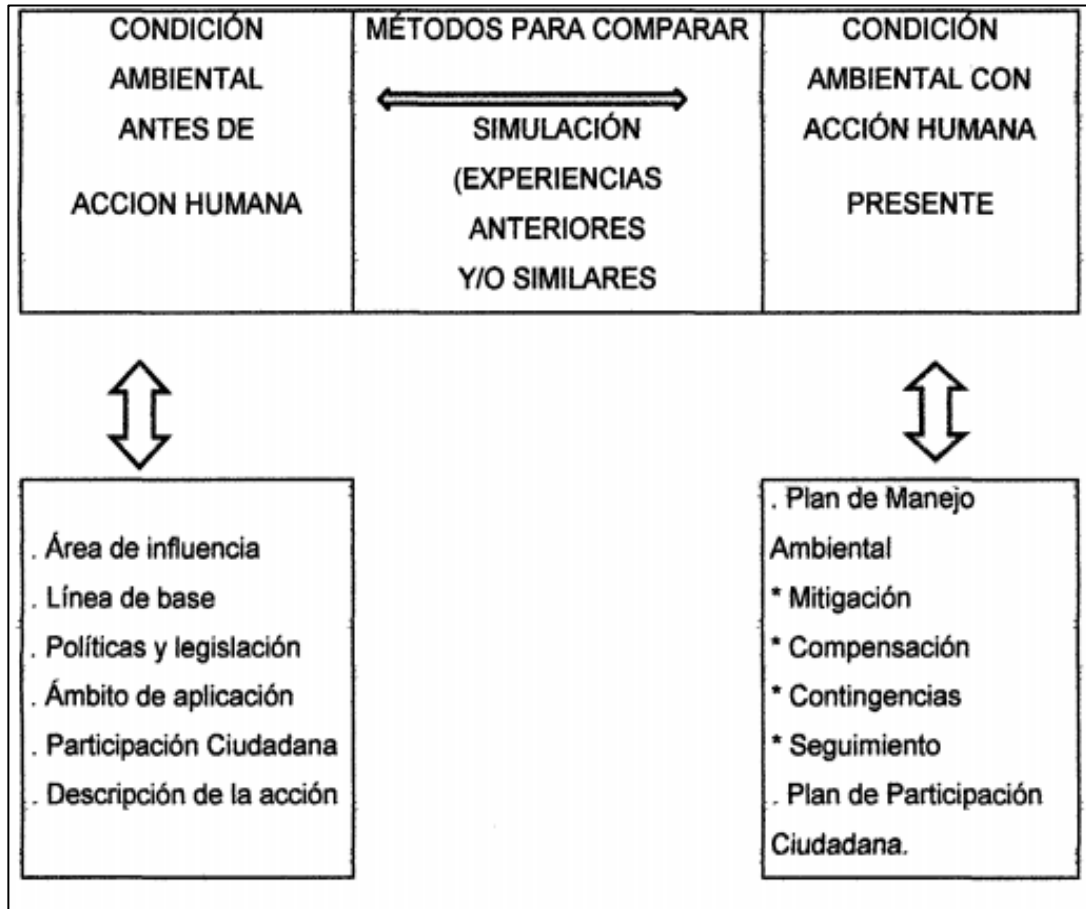 CONDICIÓN
AMBIENTAL
ANTES DE
ACCION HUMANA
MÉTODOS PARA COMPARAR
SIMULACIÓN
(EXPERIENCIAS
ANTERIORES
Y/O SIMILARES
CONDICIÓN
AMBIENTAL CON
ACCIÓN HUMANA
PRESENTE
. Área de influencia
. Línea de base
. Políticas y legislación
. Ámbito de aplicación
. Participación Ciudadana
. Descripción de la acción
. Plan de Manejo
Ambiental
* Mitigación
* Compensación
* Contingencias
* Seguimiento
. Plan de Participación
Ciudadana.